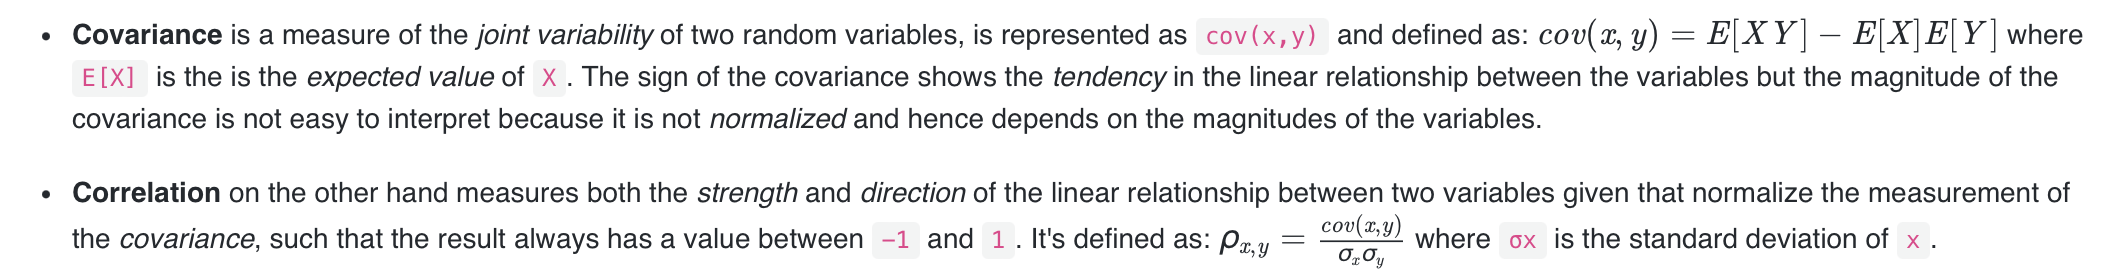 • Covariance is a measure of the joint variability of two random variables, is represented as cov(x,y) and defined as: cov(x, y) = E[XY] − E[X]E[Y] where
E[X] is the is the expected value of X. The sign of the covariance shows the tendency in the linear relationship between the variables but the magnitude of the
covariance is not easy to interpret because it is not normalized and hence depends on the magnitudes of the variables.
• Correlation on the other hand measures both the strength and direction of the linear relationship between two variables given that normalize the measurement of
the covariance, such that the result always has a value between −1 and 1. It's defined as: ρx,y = cov(x,y)/σxσy where σx is the standard deviation of x.